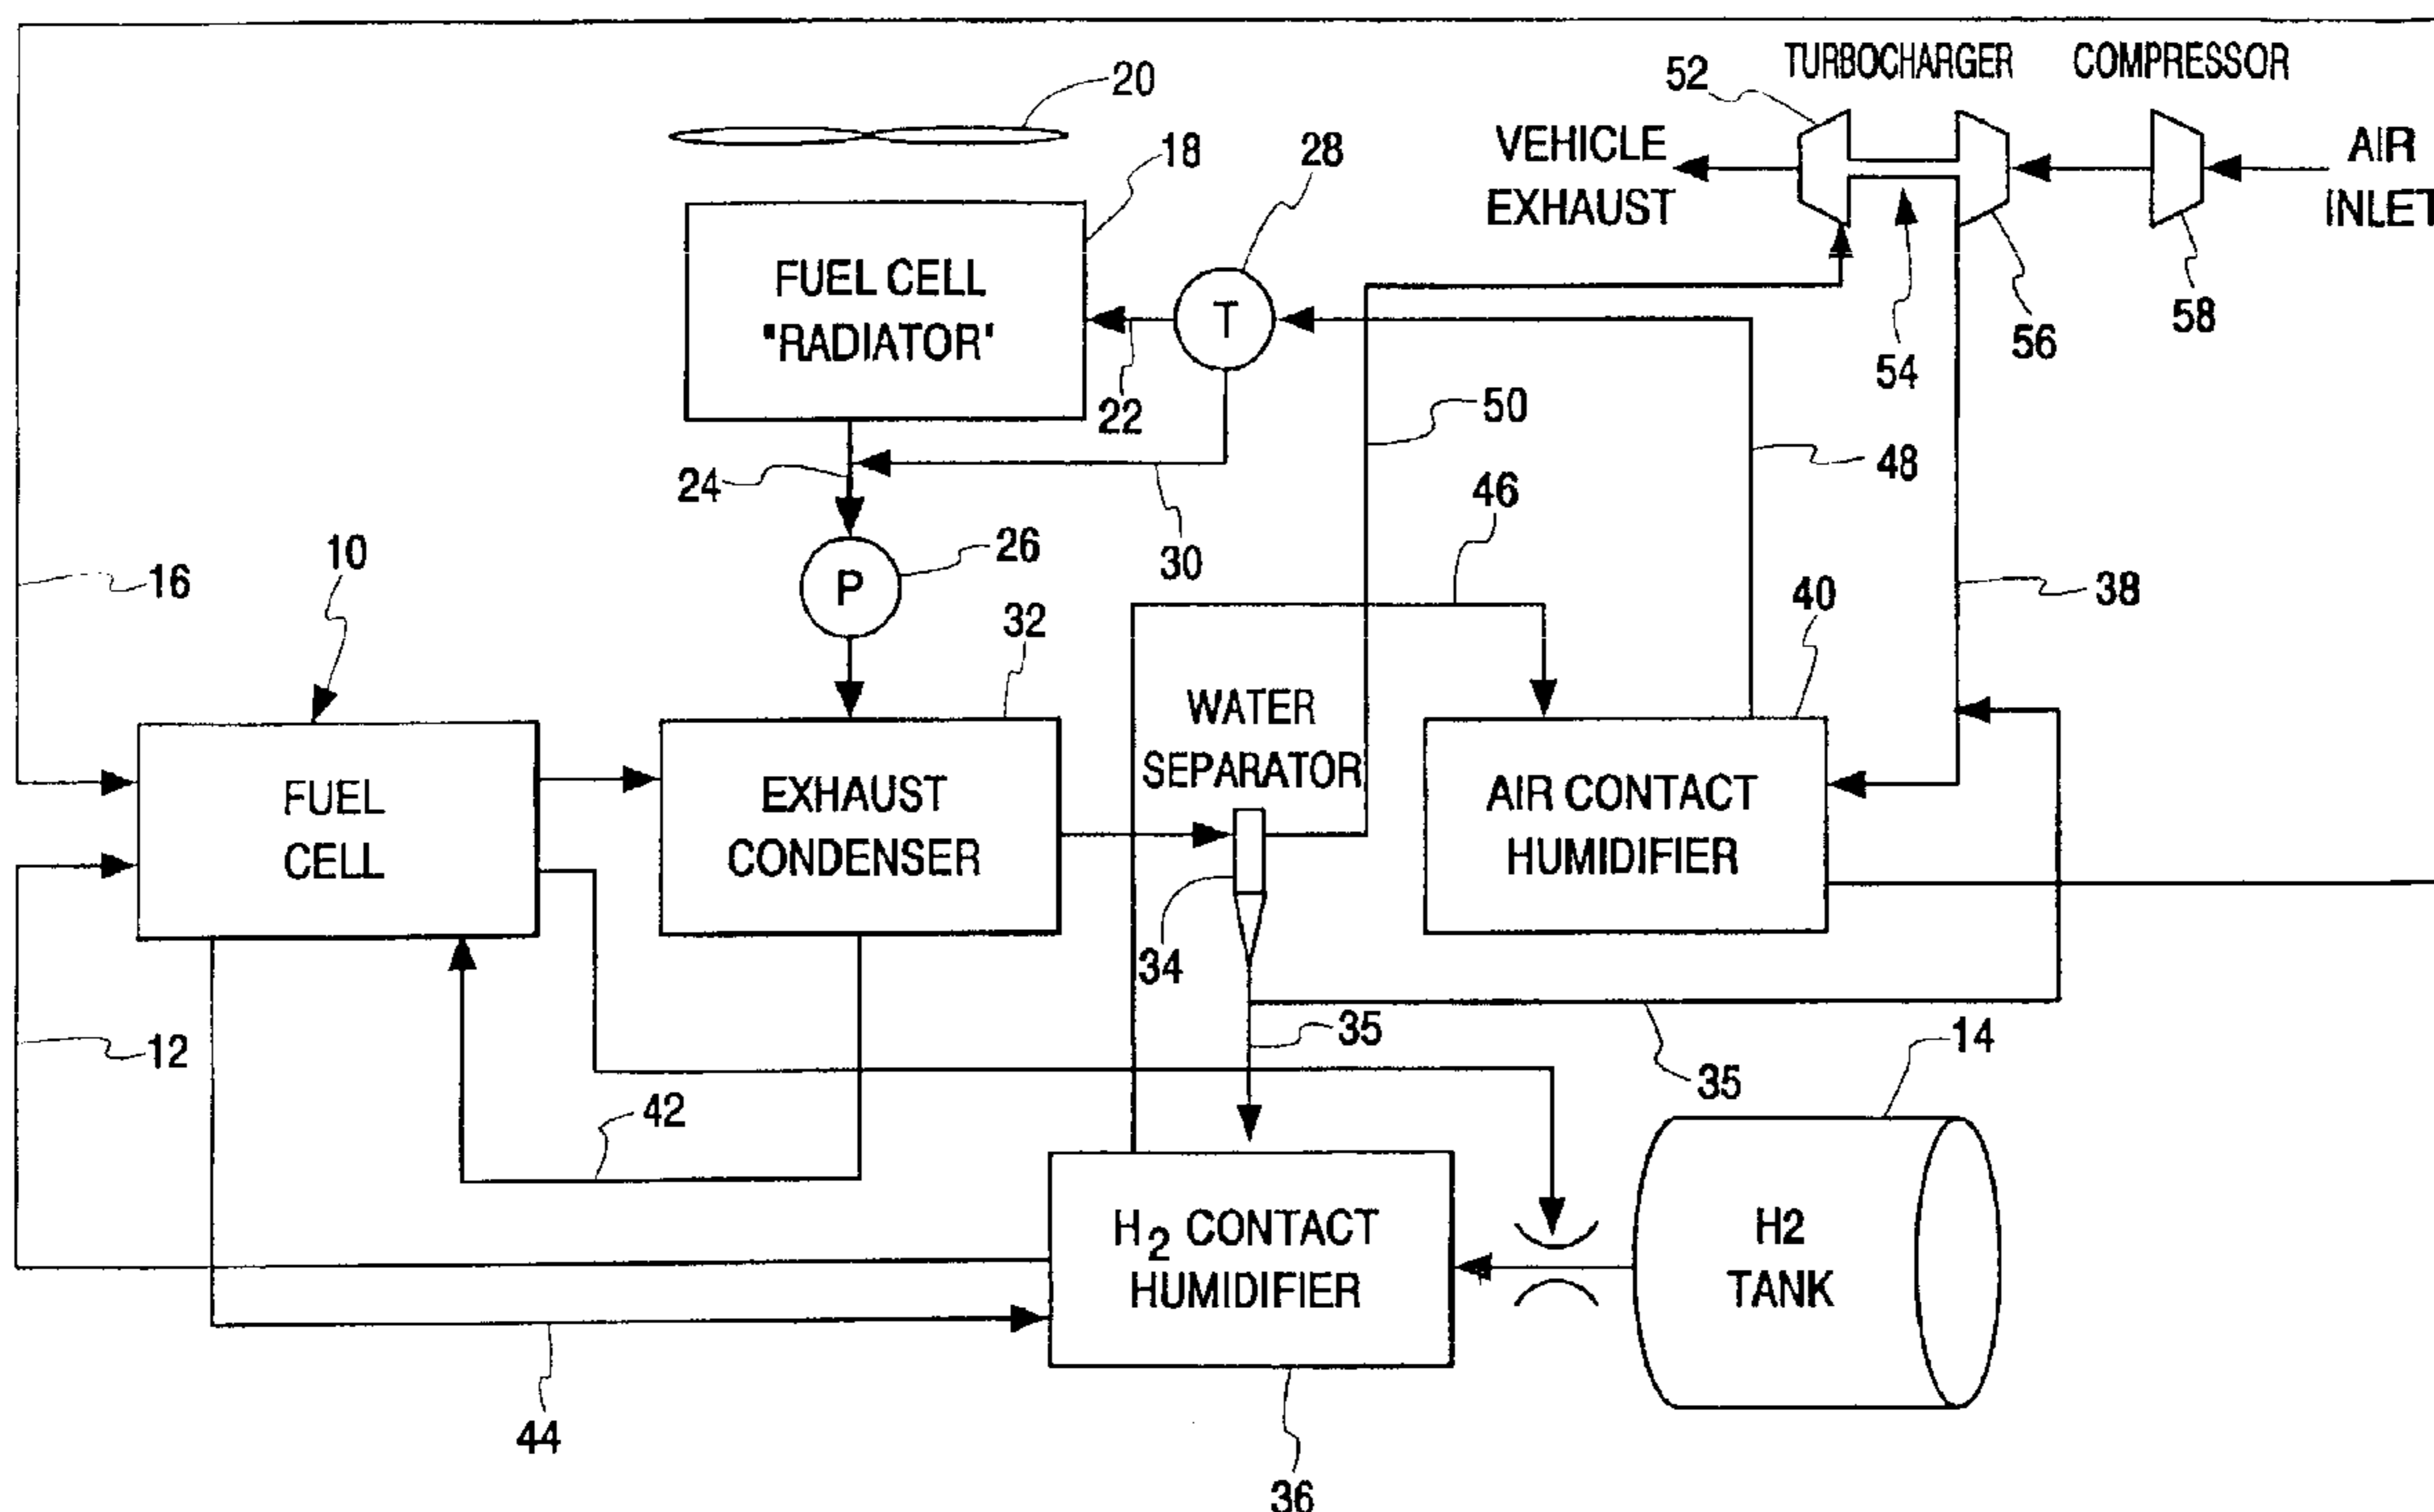 TURBOCHARGER
COMPRESSOR
52
20
VEHICLE
EXHAUST
AIR
INLET
18
28
FUEL CELL
"RADIATOR"
T
22
54
56
58
50
48
24
46
30
10
16
26
P
38
40
32
WATER
SEPARATOR
FUEL
CELL
EXHAUST
CONDENSER
AIR CONTACT
HUMIDIFIER
34
35
12
14
35
42
H2 CONTACT
HUMIDIFIER
H2
TANK
44
36